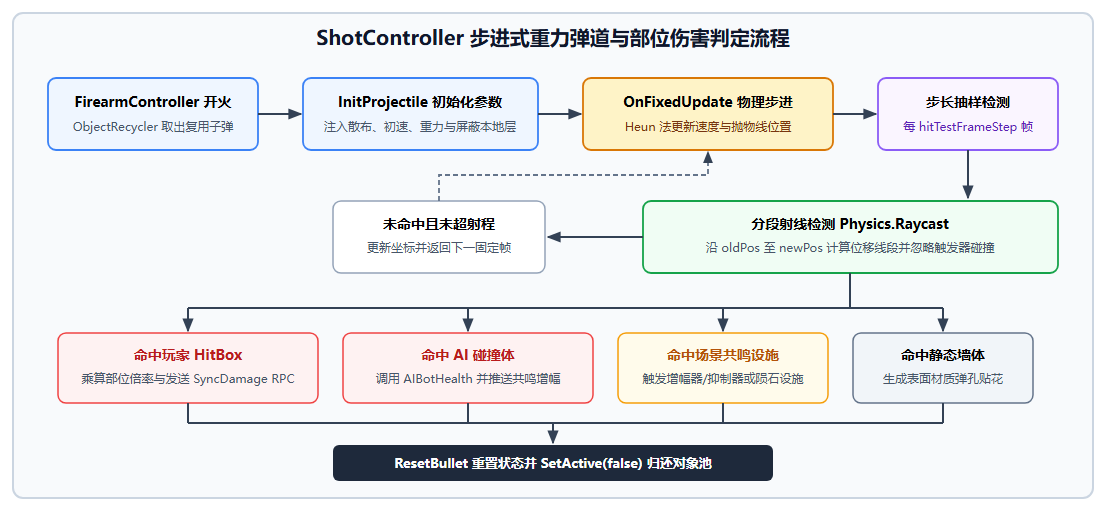 ShotController 步进式重力弹道与部位伤害判定流程
FirearmController 开火
ObjectRecycler 取出复用子弹
InitProjectile 初始化参数
注入散布、初速、重力与屏蔽本地层
OnFixedUpdate 物理步进
Heun 法更新速度与抛物线位置
步长抽样检测
每 hitTestFrameStep 帧
未命中且未超射程
更新坐标并返回下一固定帧
分段射线检测 Physics.Raycast
沿 oldPos 至 newPos 计算位移线段并忽略触发器碰撞
命中玩家 HitBox
乘算部位倍率与发送 SyncDamage RPC
命中 AI 碰撞体
调用 AIBotHealth 并推送共鸣增幅
命中场景共鸣设施
触发增幅器/抑制器或陨石设施
命中静态墙体
生成表面材质弹孔贴花
ResetBullet 重置状态并 SetActive(false) 归还对象池